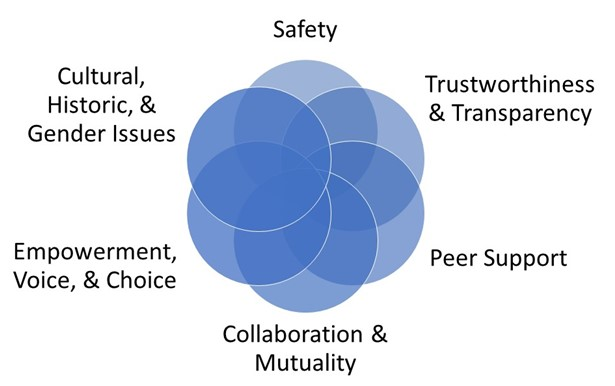 Safety
Trustworthiness
& Transparency
Peer Support
Collaboration &
Mutuality
Empowerment,
Voice, & Choice
Cultural,
Historic, &
Gender Issues